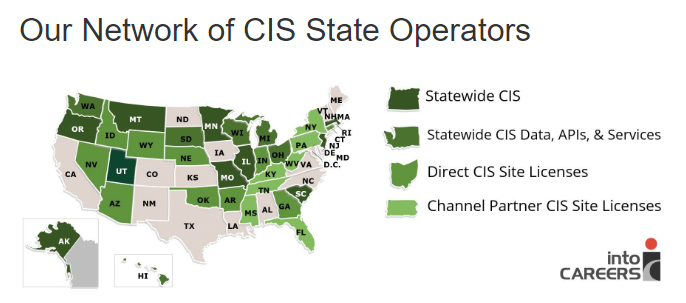 Our Network of CIS State Operators
WA
MT
ND
ME
VT
NH
MA
OR
ID
MN
SD
WI
MI
NY
RI
CT
WY
NJ
IA
PA
DE
MD
NE
NV
IL
IN
OH
D.C.
CA
UT
CO
KS
MO
WV
VA
KY
NC
TN
AZ
NM
OK
AR
SC
MS
AL
GA
TX
LA
FL
AK
HI
Statewide CIS
Statewide CIS Data, APIs, & Services
Direct CIS Site Licenses
Channel Partner CIS Site Licenses
into
CAREERS